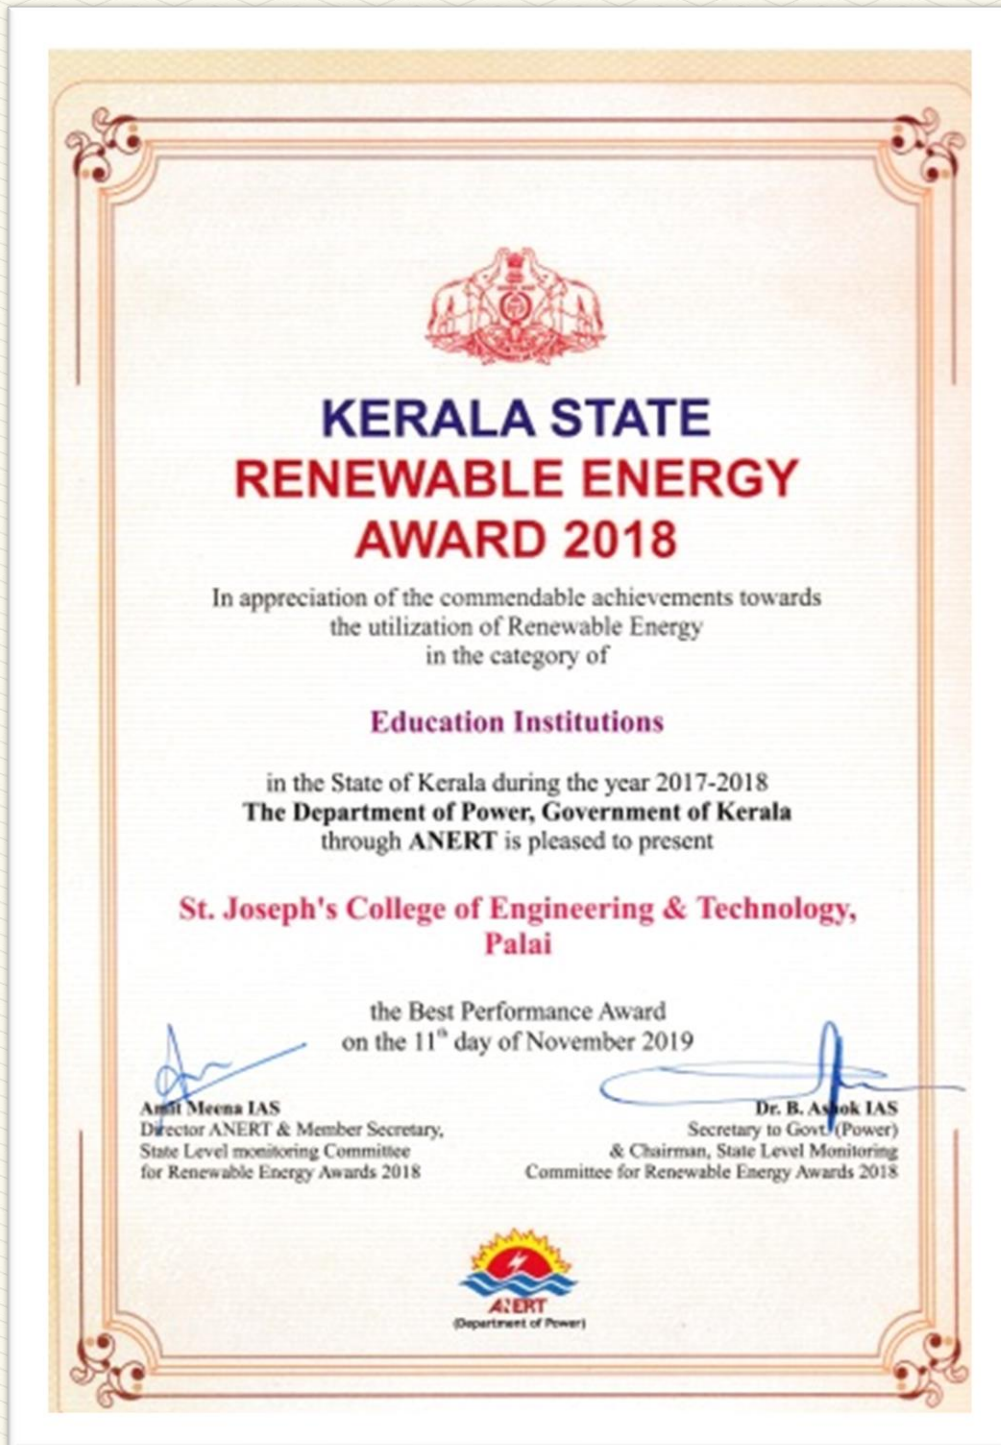 KERALA STATE
RENEWABLE ENERGY
AWARD 2018
In appreciation of the commendable achievements towards
the utilization of Renewable Energy
in the category of
Education Institutions
in the State of Kerala during the year 2017-2018
The Department of Power, Government of Kerala
through ANERT is pleased to present
St. Joseph's College of Engineering & Technology,
Palai
the Best Performance Award
on the 11th day of November 2019
Amit Meena IAS
Director ANERT & Member Secretary,
State Level monitoring Committee
for Renewable Energy Awards 2018
Dr. B. Ashok IAS
Secretary to Govt. (Power)
& Chairman, State Level Monitoring
Committee for Renewable Energy Awards 2018
ANERT
(Department of Power)